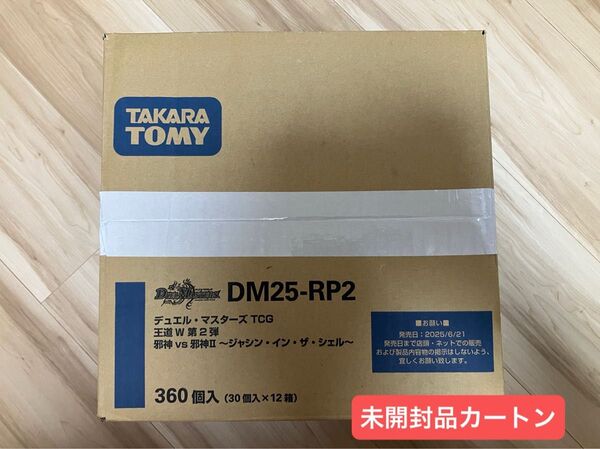 TAKARA
TOMY
DUEL MASTERS DM25-RP2
デュエル・マスターズ TCG
王道 W 第2弾
邪神 vs 邪神Ⅱ 〜ジャシン・イン・ザ・シェル〜
360個入 (30個入×12箱)
■お願い■
発売日：2025/6/21
発売日まで店頭・ネットでの販売
および製品内容物の掲示はしないよう、
宜しくお願い致します。
未開封品カートン